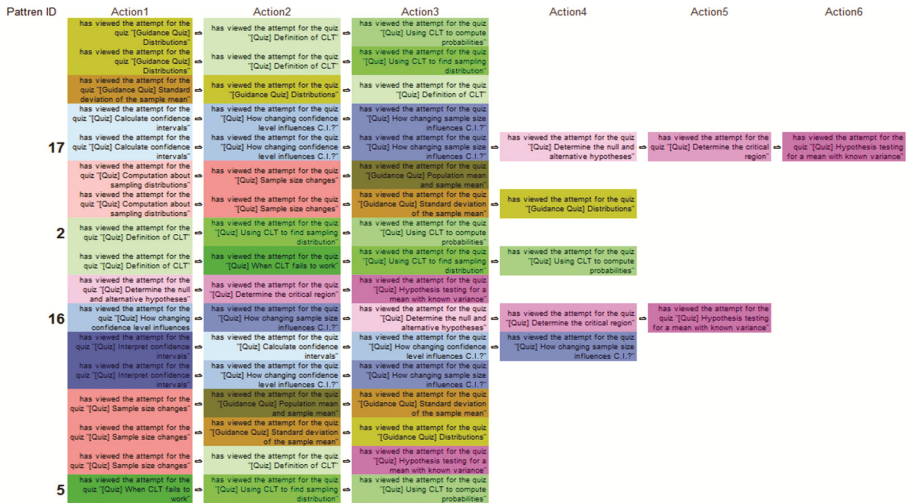 Pattren ID Action1 Action2 Action3 Action4 Action5 Action6
has viewed the attempt for the
quiz "[Guidance Quiz]
Distributions"
has viewed the attempt for the quiz
"[Quiz] Definition of CLT"
has viewed the attempt for the quiz
"[Quiz] Using CLT to compute
probabilities"
has viewed the attempt for the
quiz "[Guidance Quiz]
Distributions"
has viewed the attempt for the quiz
"[Quiz] Definition of CLT"
has viewed the attempt for the quiz
"[Quiz] Using CLT to find sampling
distribution"
has viewed the attempt for the
quiz "[Guidance Quiz] Standard
deviation of the sample mean"
has viewed the attempt for the quiz
"[Guidance Quiz] Distributions"
has viewed the attempt for the quiz
"[Quiz] Definition of CLT"
has viewed the attempt for the
quiz "[Quiz] Calculate confidence
intervals"
has viewed the attempt for the quiz
"[Quiz] How changing confidence
level influences C.I.?"
has viewed the attempt for the quiz
"[Quiz] How changing sample size
influences C.I.?"
17
has viewed the attempt for the
quiz "[Quiz] Calculate confidence
intervals"
has viewed the attempt for the quiz
"[Quiz] How changing confidence
level influences C.I.?"
has viewed the attempt for the quiz
"[Quiz] How changing sample size
influences C.I.?"
has viewed the attempt for the quiz
"[Quiz] Determine the null and
alternative hypotheses"
has viewed the attempt for the
quiz "[Quiz] Determine the critical
region"
has viewed the attempt for the
quiz "[Quiz] Hypothesis testing
for a mean with known variance"
has viewed the attempt for the
quiz "[Quiz] Computation about
sampling distributions"
has viewed the attempt for the quiz
"[Quiz] Sample size changes"
has viewed the attempt for the quiz
"[Guidance Quiz] Population mean
and sample mean"
has viewed the attempt for the
quiz "[Quiz] Computation about
sampling distributions"
has viewed the attempt for the quiz
"[Quiz] Sample size changes"
has viewed the attempt for the quiz
"[Guidance Quiz] Standard deviation
of the sample mean"
has viewed the attempt for the quiz
"[Guidance Quiz] Distributions"
2
has viewed the attempt for the
quiz "[Quiz] Definition of CLT"
has viewed the attempt for the quiz
"[Quiz] Using CLT to find sampling
distribution"
has viewed the attempt for the quiz
"[Quiz] Using CLT to compute
probabilities"
has viewed the attempt for the
quiz "[Quiz] Definition of CLT"
has viewed the attempt for the quiz
"[Quiz] When CLT fails to work"
has viewed the attempt for the quiz
"[Quiz] Using CLT to find sampling
distribution"
has viewed the attempt for the quiz
"[Quiz] Using CLT to compute
probabilities"
has viewed the attempt for the
quiz "[Quiz] Determine the null
and alternative hypotheses"
has viewed the attempt for the quiz
"[Quiz] Determine the critical region"
has viewed the attempt for the quiz
"[Quiz] Hypothesis testing for a
mean with known variance"
16
has viewed the attempt for the
quiz "[Quiz] How changing
confidence level influences
has viewed the attempt for the quiz
"[Quiz] How changing sample size
influences C.I.?"
has viewed the attempt for the quiz
"[Quiz] Determine the null and
alternative hypotheses"
has viewed the attempt for the quiz
"[Quiz] Determine the critical region"
has viewed the attempt for the
quiz "[Quiz] Hypothesis testing
for a mean with known variance"
has viewed the attempt for the
quiz "[Quiz] Interpret confidence
intervals"
has viewed the attempt for the quiz
"[Quiz] Calculate confidence
intervals"
has viewed the attempt for the quiz
"[Quiz] How changing confidence
level influences C.I.?"
has viewed the attempt for the quiz
"[Quiz] How changing sample size
influences C.I.?"
has viewed the attempt for the
quiz "[Quiz] Interpret confidence
intervals"
has viewed the attempt for the quiz
"[Quiz] How changing confidence
level influences C.I.?"
has viewed the attempt for the quiz
"[Quiz] How changing sample size
influences C.I.?"
has viewed the attempt for the
quiz "[Quiz] Sample size changes"
has viewed the attempt for the quiz
"[Guidance Quiz] Population mean
and sample mean"
has viewed the attempt for the quiz
"[Guidance Quiz] Standard deviation
of the sample mean"
has viewed the attempt for the
quiz "[Quiz] Sample size changes"
has viewed the attempt for the quiz
"[Guidance Quiz] Standard deviation
of the sample mean"
has viewed the attempt for the quiz
"[Guidance Quiz] Distributions"
has viewed the attempt for the
quiz "[Quiz] Sample size changes"
has viewed the attempt for the quiz
"[Quiz] Definition of CLT"
has viewed the attempt for the quiz
"[Quiz] Hypothesis testing for a
mean with known variance"
5
has viewed the attempt for the
quiz "[Quiz] When CLT fails to
work"
has viewed the attempt for the quiz
"[Quiz] Using CLT to find sampling
distribution"
has viewed the attempt for the quiz
"[Quiz] Using CLT to compute
probabilities"